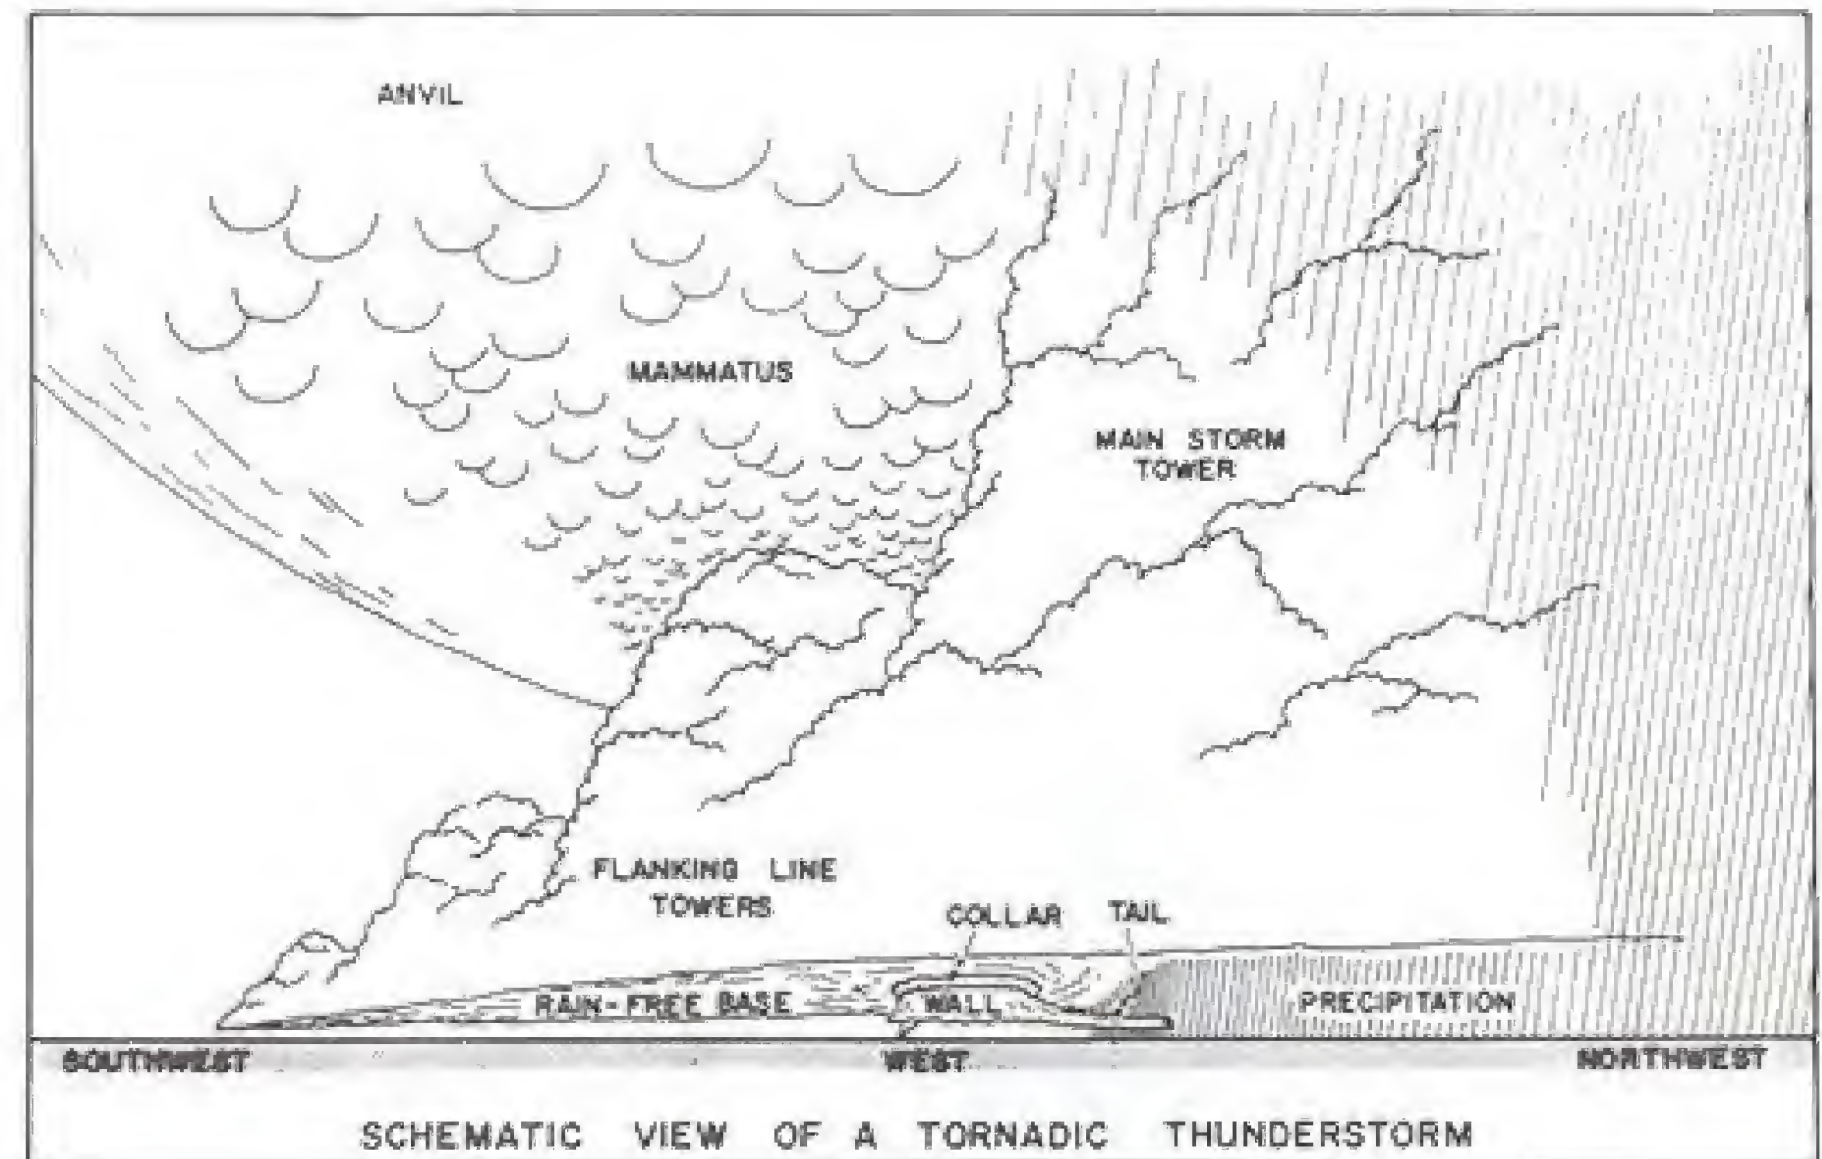 ANVIL
MAMMATUS
MAIN STORM
TOWER
FLANKING LINE
TOWERS
COLLAR TAIL
RAIN-FREE BASE WALL PRECIPITATION
SOUTHWEST WEST NORTHWEST
SCHEMATIC VIEW OF A TORNADIC THUNDERSTORM